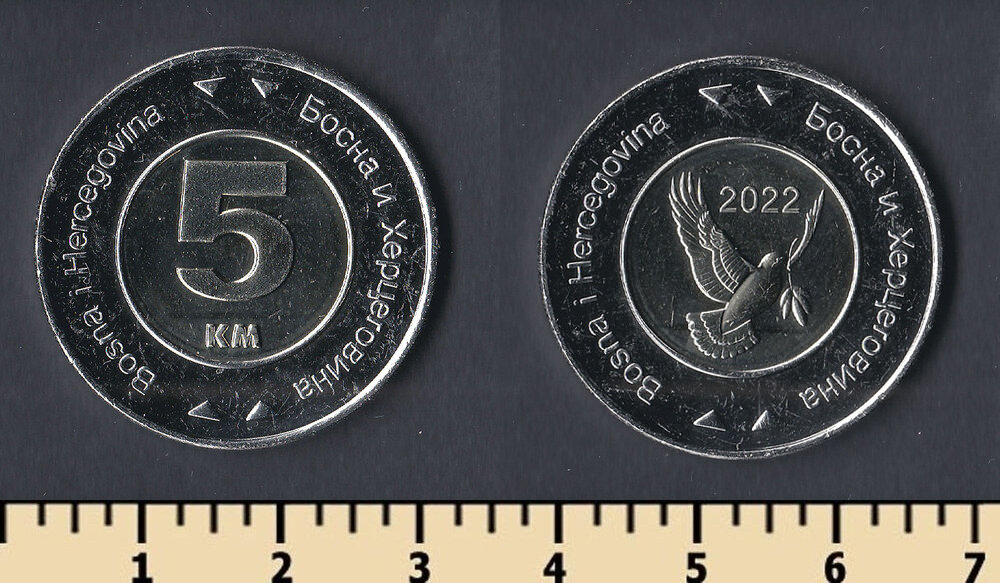 Bosna i Hercegovina
Босна и Херцеговина
5
KM
Bosna i Hercegovina
Босна и Херцеговина
2022
1 2 3 4 5 6 7